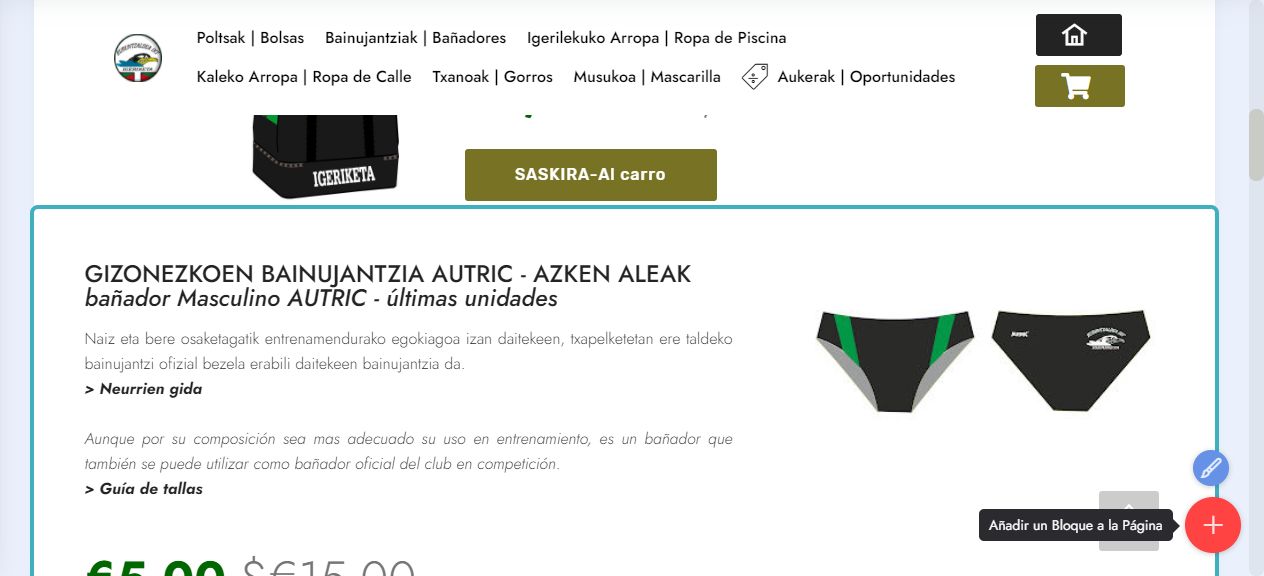 Poltsak | Bolsas
Bainujantziak | Bañadores
Igerilekuko Arropa | Ropa de Piscina
Kaleko Arropa | Ropa de Calle
Txanoak | Gorros
Musukoa | Mascarilla
Aukerak | Oportunidades
IGERIKETA
SASKIRA-Al carro
GIZONEZKOEN BAINUJANTZIA AUTRIC - AZKEN ALEAK
bañador Masculino AUTRIC - últimas unidades
Naiz eta bere osaketagatik entrenamendurako egokiagoa izan daitekeen, txapelketetan ere taldeko
bainujantzi ofizial bezela erabili daitekeen bainujantzia da.
> Neurrien gida
Aunque por su composición sea mas adecuado su uso en entrenamiento, es un bañador que
también se puede utilizar como bañador oficial del club en competición.
> Guía de tallas
Añadir un Bloque a la Página
€5.00 $€15.00